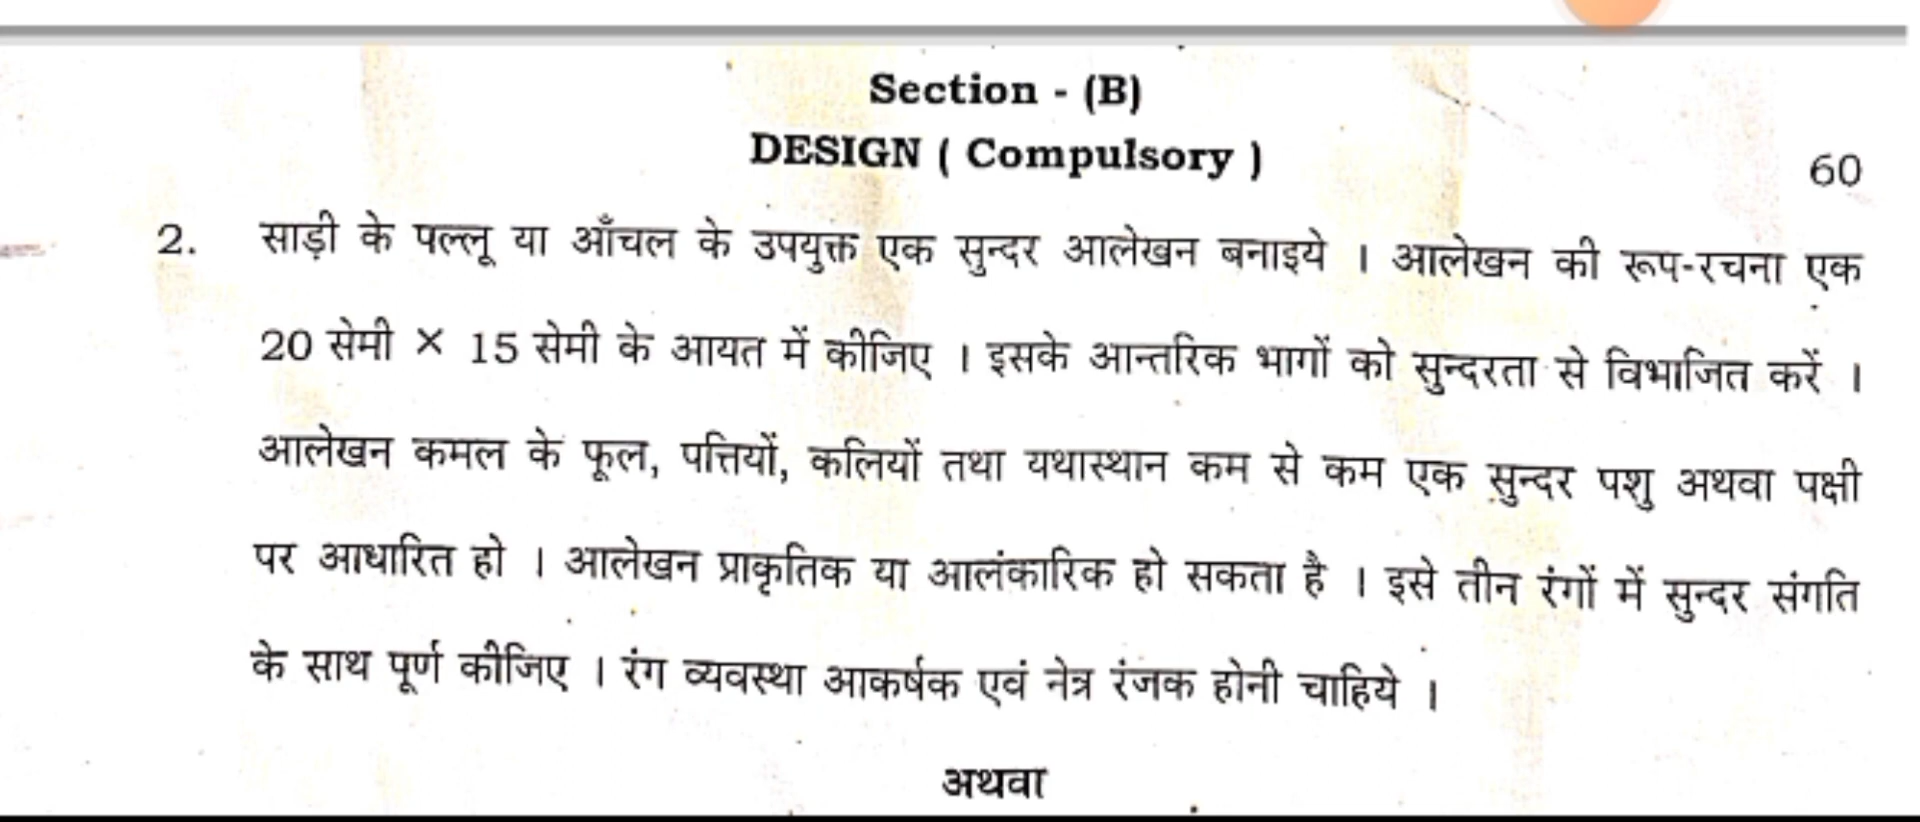 Section - (B)
DESIGN ( Compulsory )
60
2. साड़ी के पल्लू या आँचल के उपयुक्त एक सुन्दर आलेखन बनाइये । आलेखन की रूप-रचना एक
20 सेमी × 15 सेमी के आयत में कीजिए । इसके आन्तरिक भागों को सुन्दरता से विभाजित करें ।
आलेखन कमल के फूल, पत्तियों, कलियों तथा यथास्थान कम से कम एक सुन्दर पशु अथवा पक्षी
पर आधारित हो । आलेखन प्राकृतिक या आलंकारिक हो सकता है । इसे तीन रंगों में सुन्दर संगति
के साथ पूर्ण कीजिए । रंग व्यवस्था आकर्षक एवं नेत्र रंजक होनी चाहिये ।
अथवा